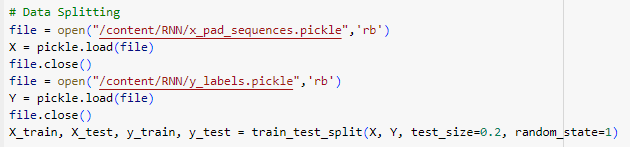 # Data Splitting
file = open("/content/RNN/x_pad_sequences.pickle",'rb')
X = pickle.load(file)
file.close()
file = open("/content/RNN/y_labels.pickle",'rb')
Y = pickle.load(file)
file.close()
X_train, X_test, y_train, y_test = train_test_split(X, Y, test_size=0.2, random_state=1)